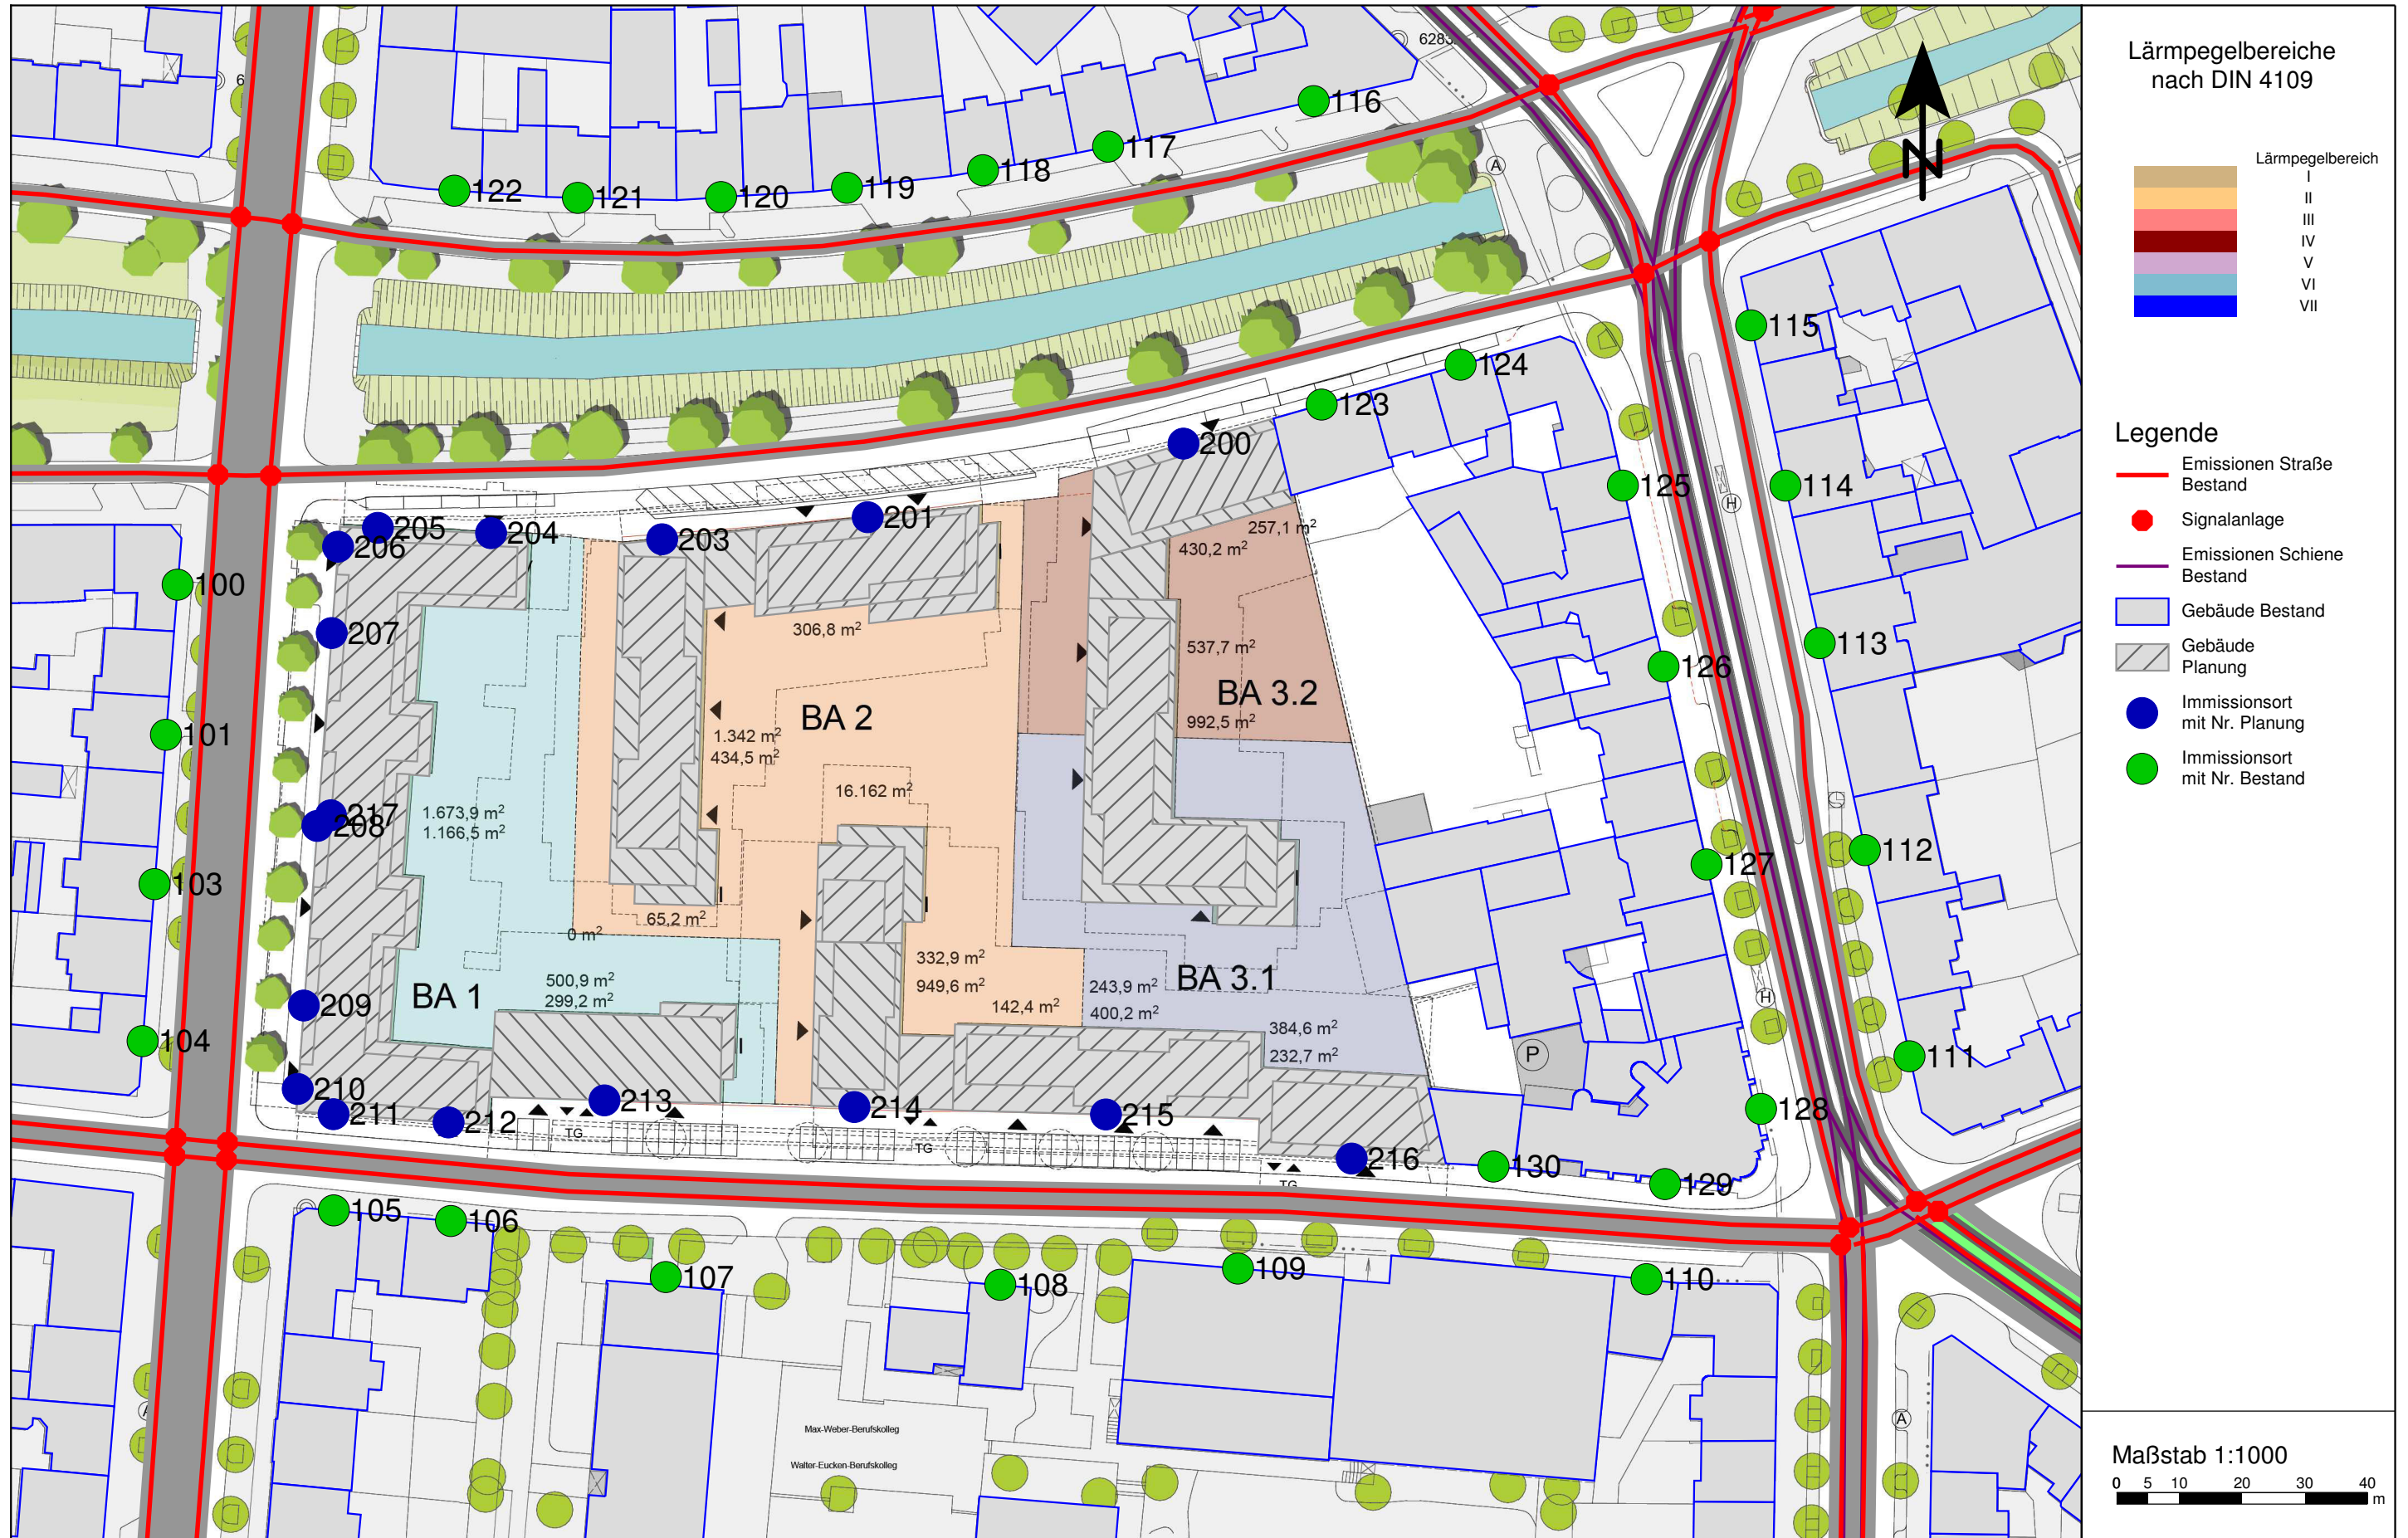 Lärmpegelbereiche
nach DIN 4109
Lärmpegelbereich
I
II
III
IV
V
VI
VII
N
Legende
Emissionen Straße
Bestand
Signalanlage
Emissionen Schiene
Bestand
Gebäude Bestand
Gebäude
Planung
Immissionsort
mit Nr. Planung
Immissionsort
mit Nr. Bestand
Maßstab 1:1000
0 5 10 20 30 40
m
6283
6
116
117
118
119
120
121
122
A
115
124
123
200
125
114
H
201
203
204
205
206
257,1 m²
430,2 m²
100
207
306,8 m²
537,7 m²
113
126
BA 3.2
BA 2
992,5 m²
101
1.342 m²
434,5 m²
16.162 m²
217
208
1.673,9 m²
1.166,5 m²
112
127
103
65,2 m²
0 m²
332,9 m²
949,6 m²
BA 3.1
500,9 m²
299,2 m²
BA 1
243,9 m²
400,2 m²
142,4 m²
H
209
384,6 m²
232,7 m²
P
104
111
210
211
212
213
214
215
128
TG
TG
TG
216
130
129
105
106
107
108
109
110
A
A
Max-Weber-Berufskolleg
Walter-Eucken-Berufskolleg